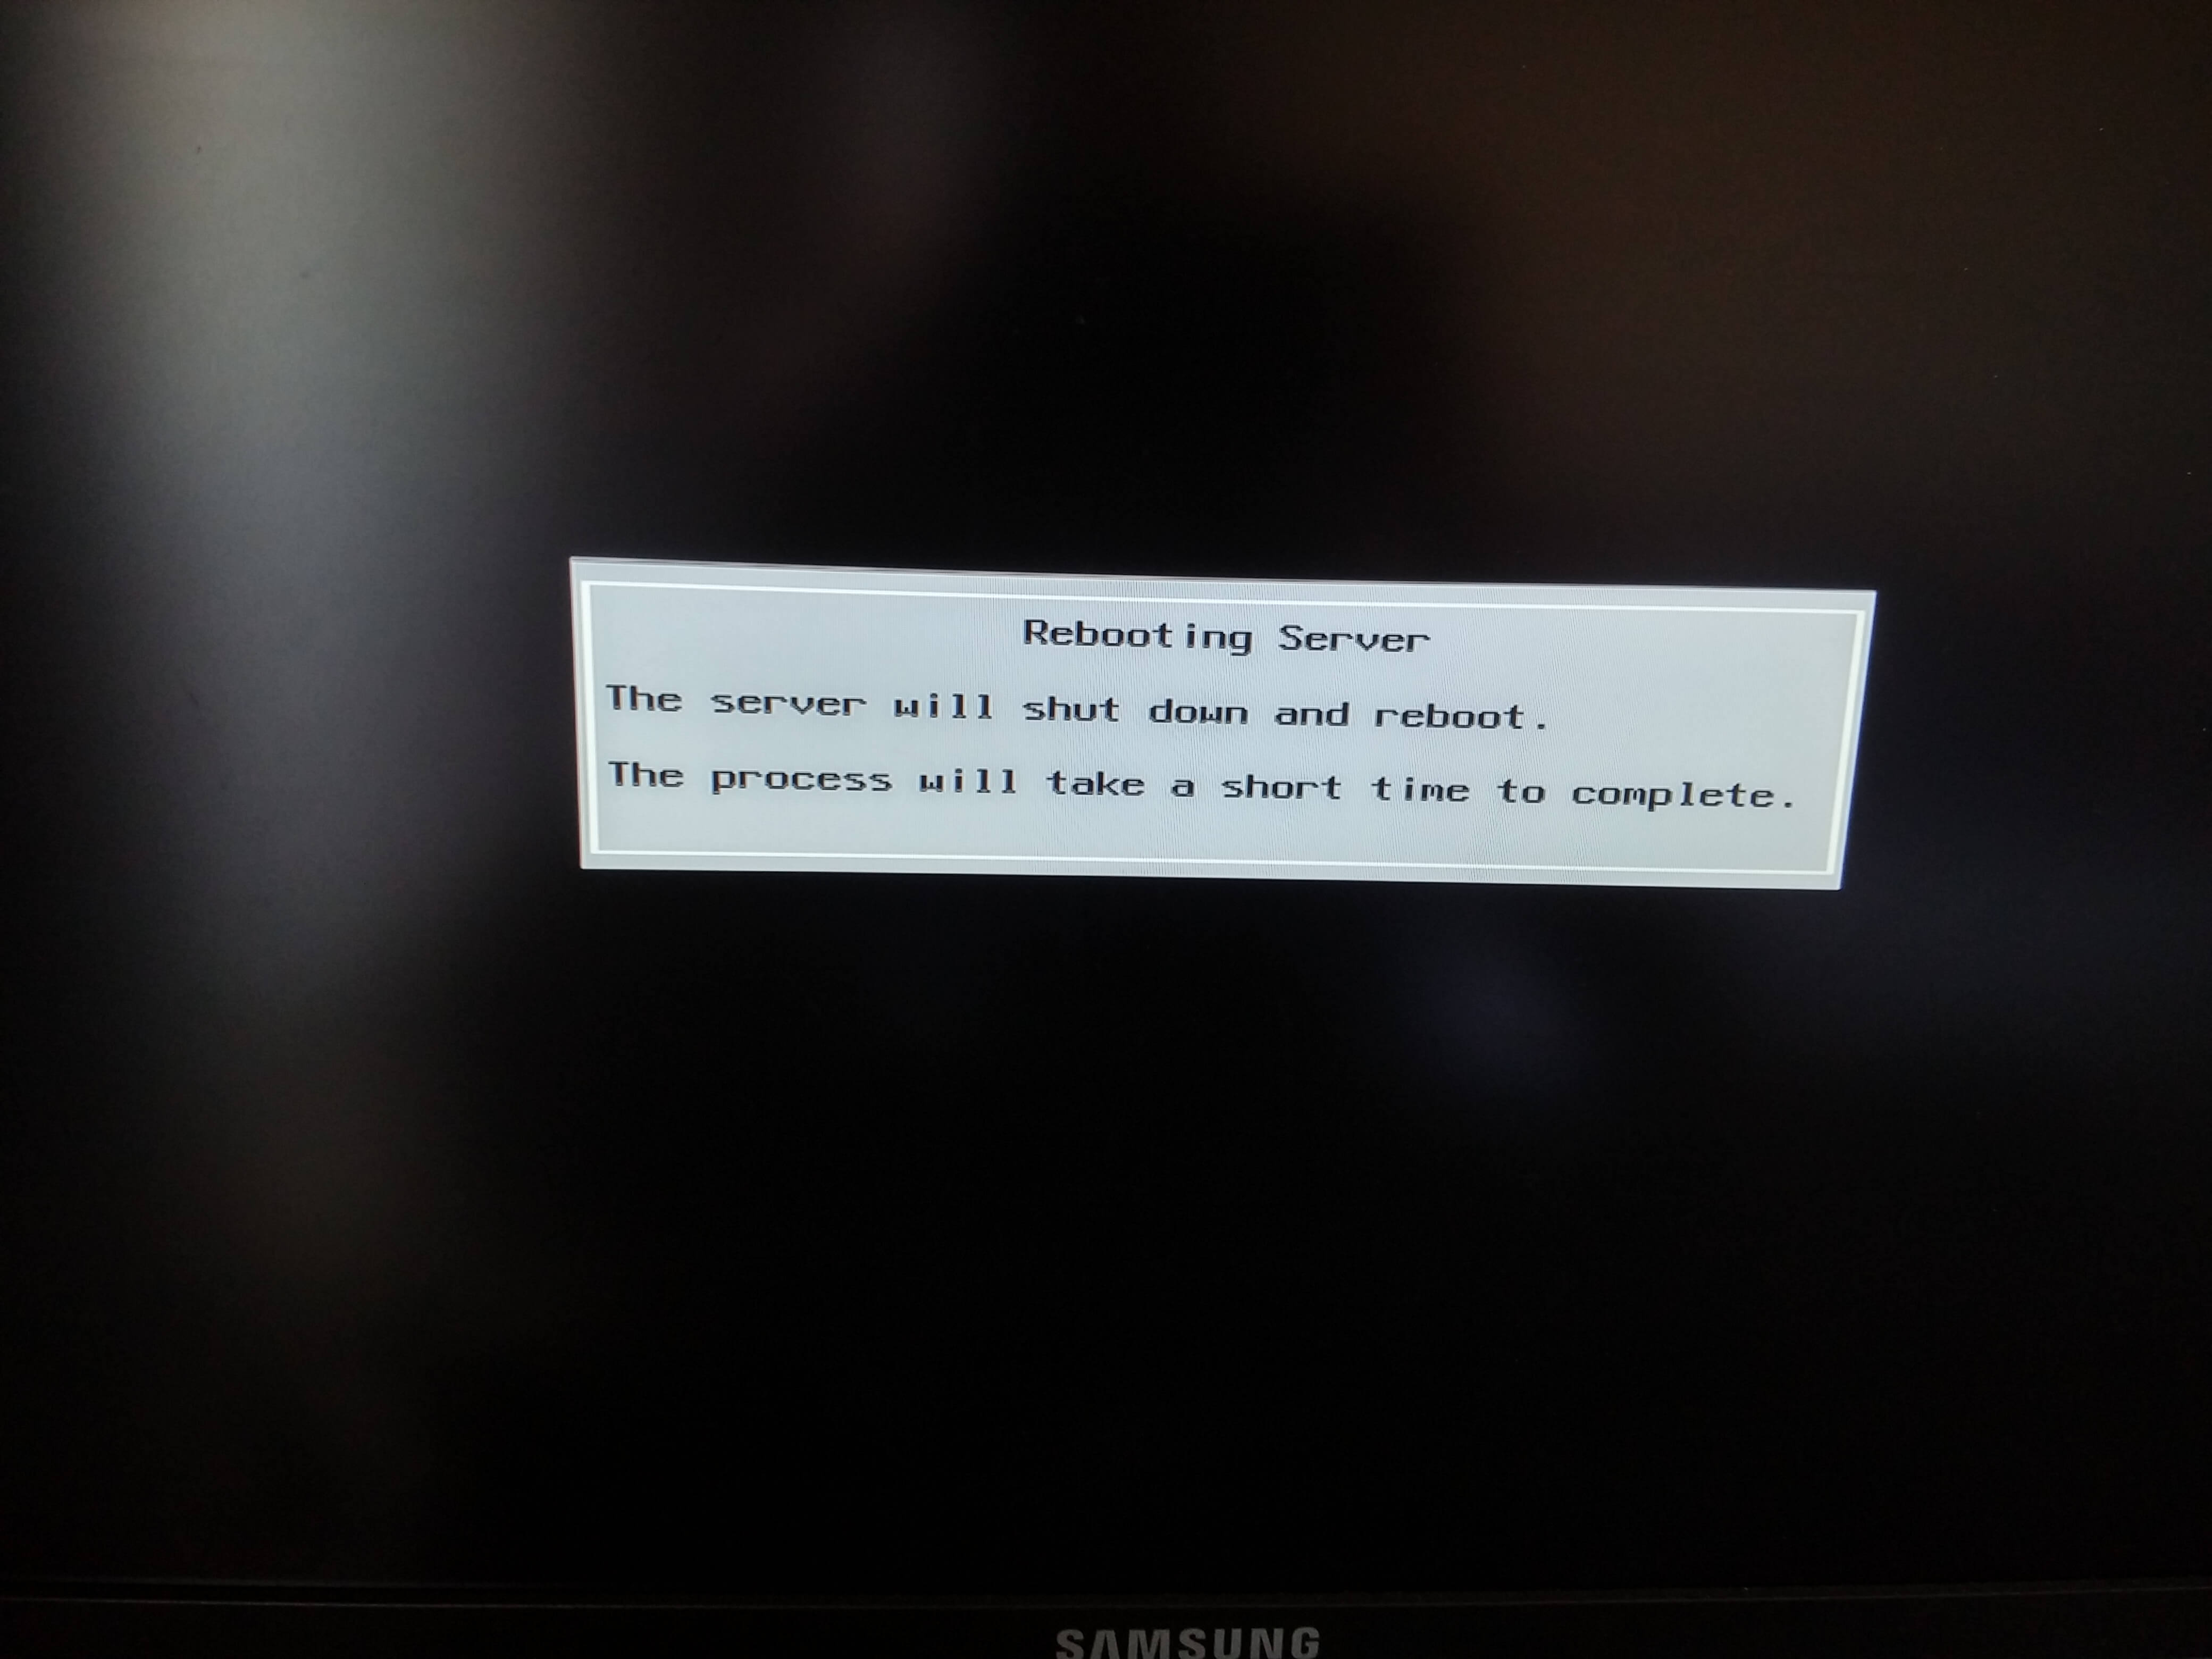 Rebooting Server
The server will shut down and reboot.
The process will take a short time to complete.
SAMSUNG